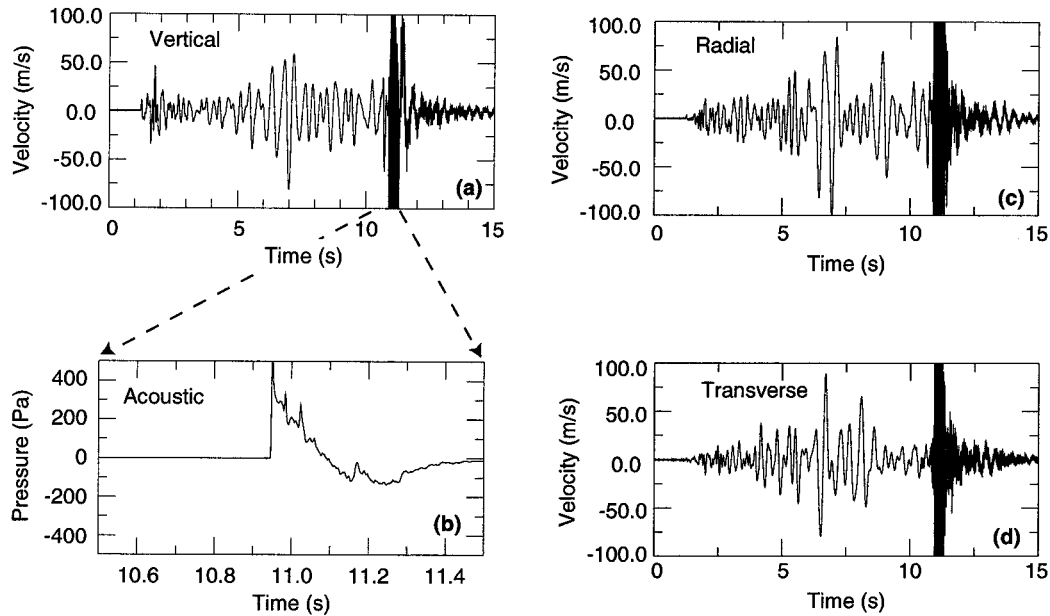 100.0
50.0
0.0
-50.0
-100.0
Velocity (m/s)
Vertical
(a)
0
5
10
15
Time (s)
400
200
0
-200
-400
Pressure (Pa)
Acoustic
(b)
10.6
10.8
11.0
11.2
11.4
Time (s)
100.0
50.0
0.0
-50.0
-100.0
Velocity (m/s)
Radial
(c)
0
5
10
15
Time (s)
100.0
50.0
0.0
-50.0
-100.0
Velocity (m/s)
Transverse
(d)
0
5
10
15
Time (s)